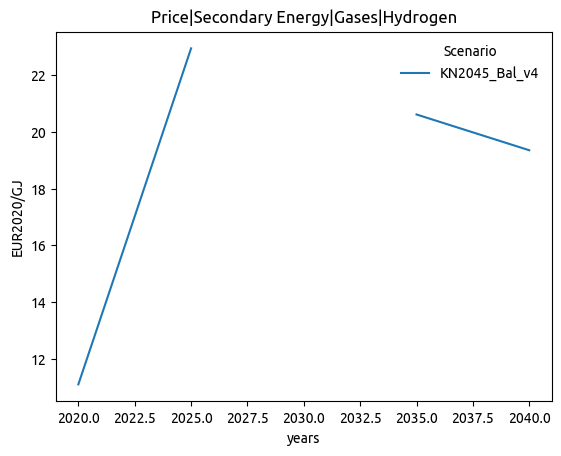 Price|Secondary Energy|Gases|Hydrogen
Scenario
KN2045_Bal_v4
EUR2020/GJ
22
20
18
16
14
12
2020.0 2022.5 2025.0 2027.5 2030.0 2032.5 2035.0 2037.5 2040.0
years